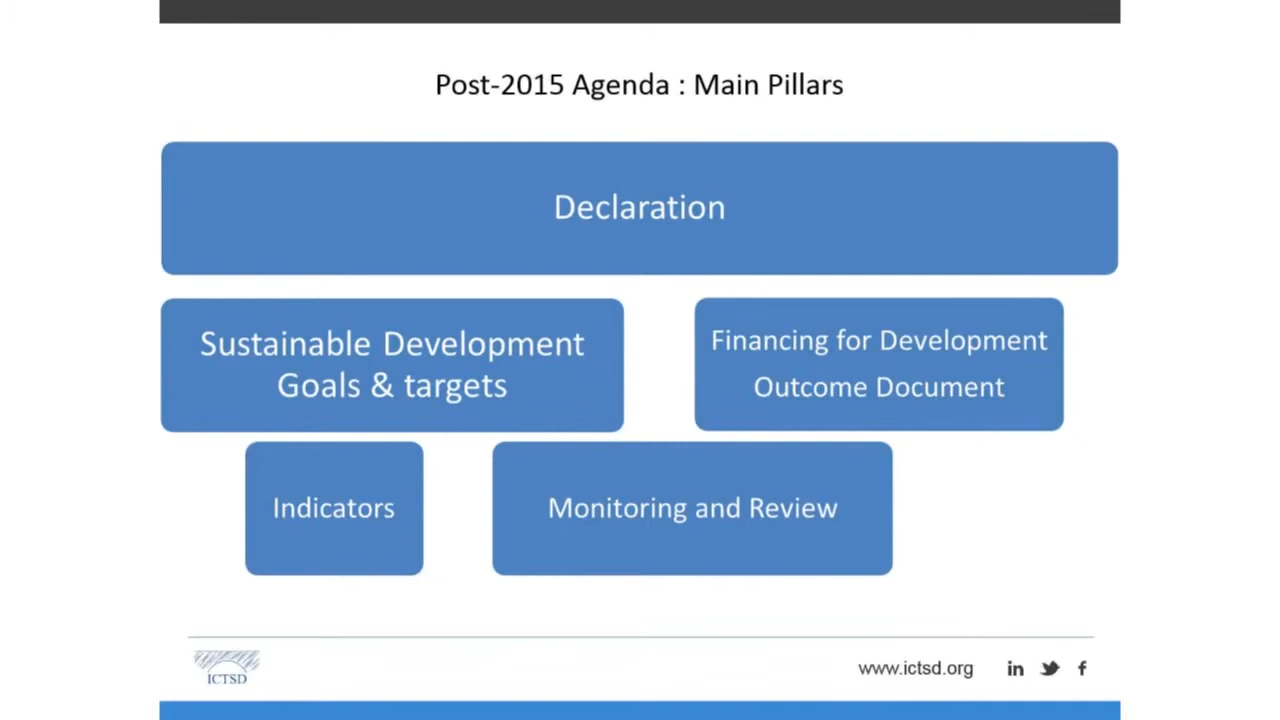 Post-2015 Agenda : Main Pillars
Declaration
Sustainable Development
Goals & targets
Financing for Development
Outcome Document
Indicators
Monitoring and Review
ICTSD
www.ictsd.org